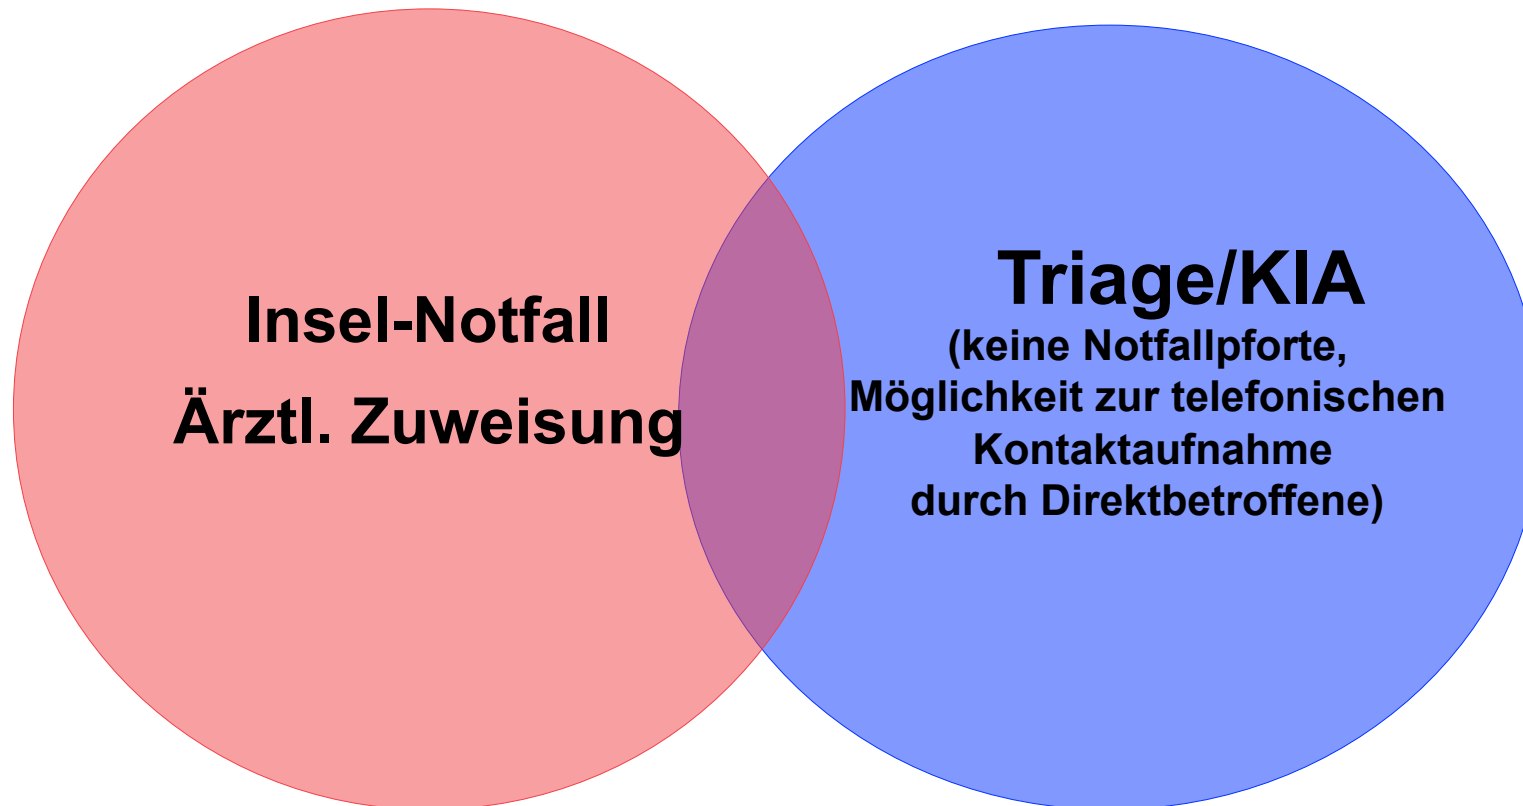 Insel-Notfall
Ärztl. Zuweisung
Triage/KIA
(keine Notfallpforte,
Möglichkeit zur telefonischen
Kontaktaufnahme
durch Direktbetroffene)